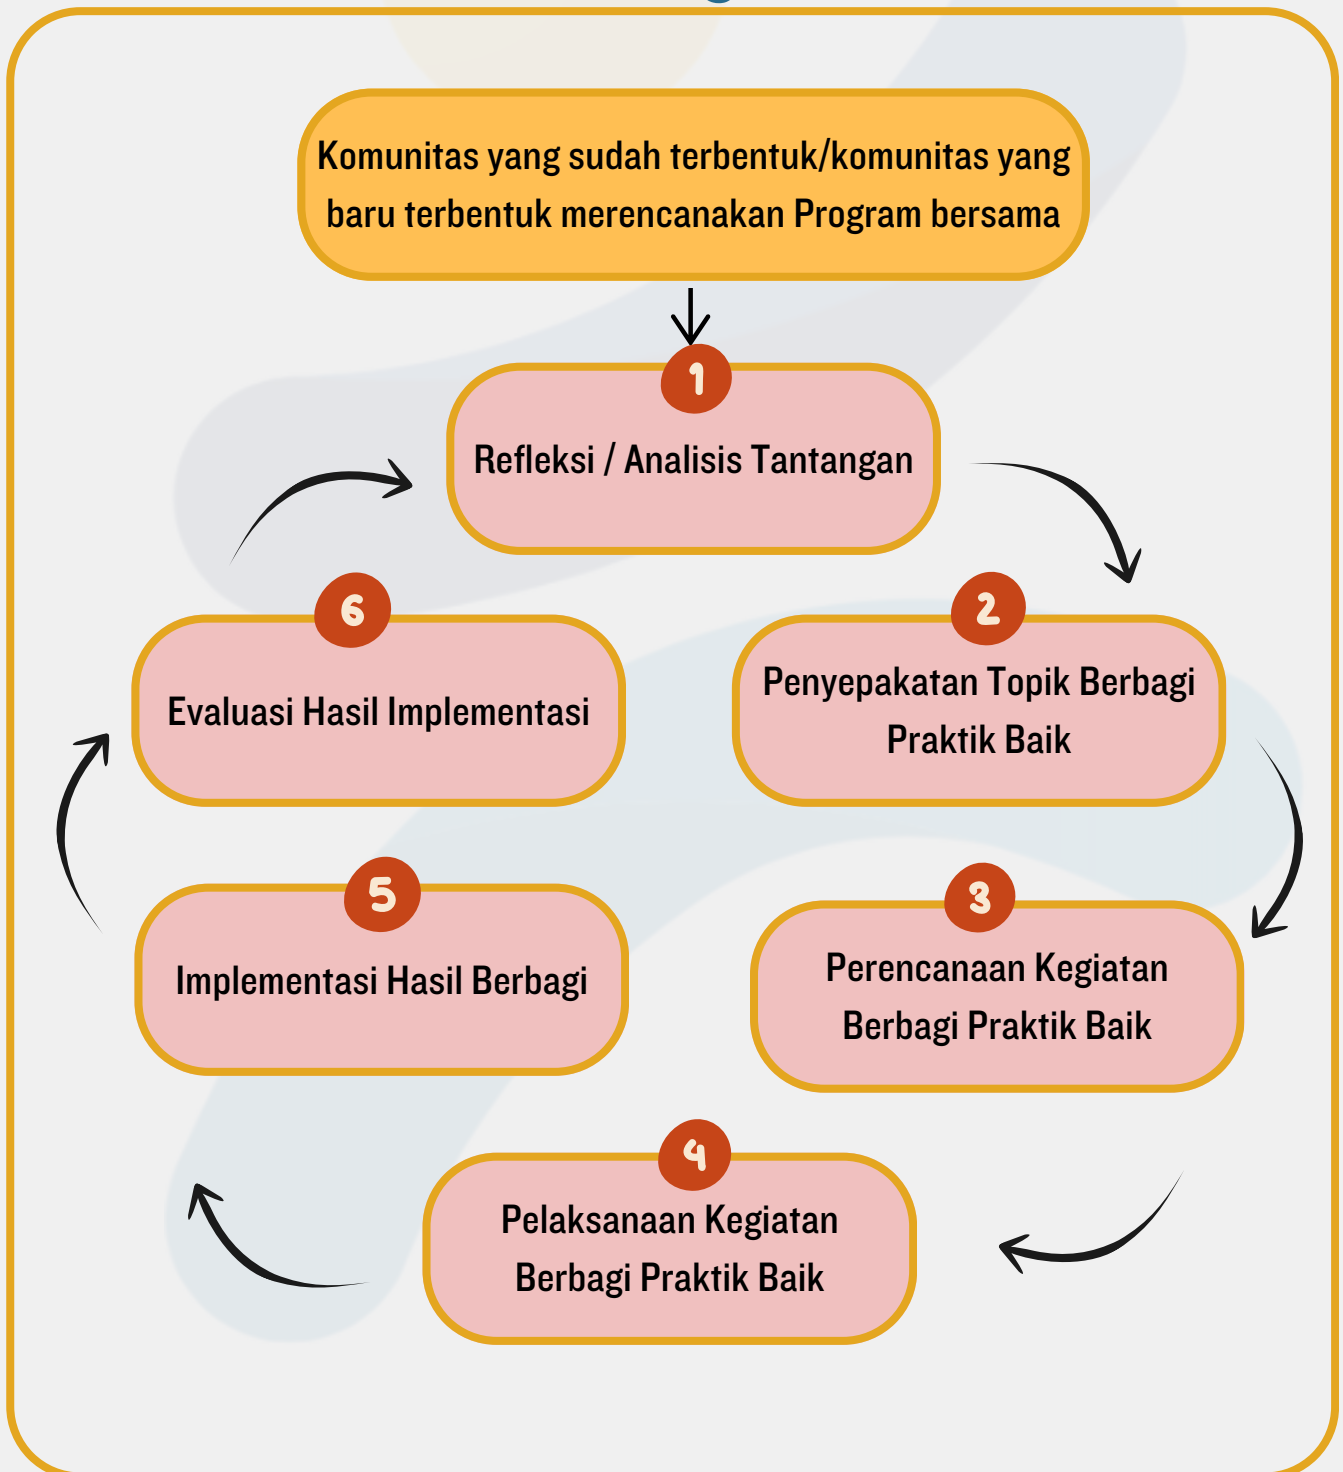 Komunitas yang sudah terbentuk/komunitas yang
baru terbentuk merencanakan Program bersama
1
Refleksi / Analisis Tantangan
2
Penyepakatan Topik Berbagi
Praktik Baik
3
Perencanaan Kegiatan
Berbagi Praktik Baik
4
Pelaksanaan Kegiatan
Berbagi Praktik Baik
5
Implementasi Hasil Berbagi
6
Evaluasi Hasil Implementasi